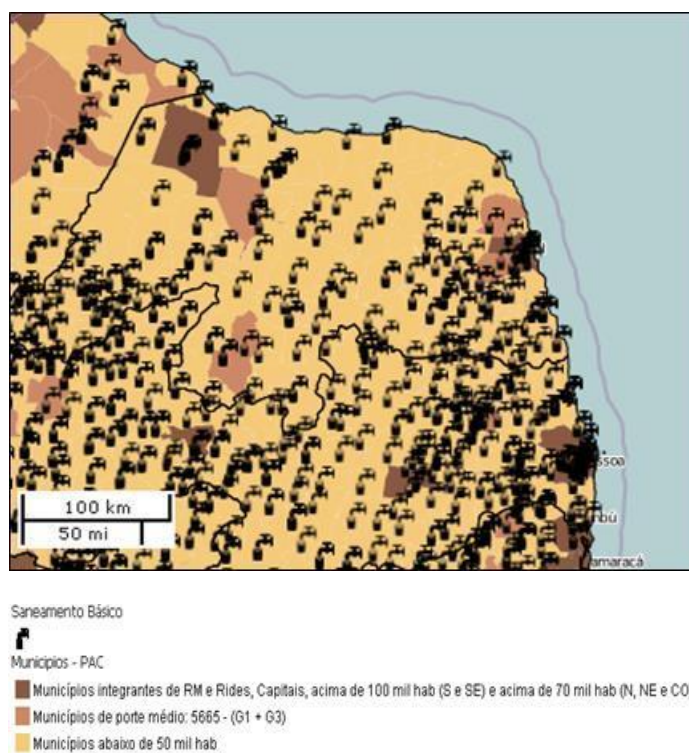 ssoa
100 km
50 mi
nbú
amaracá
Saneamento Básico
Municipios - PAC
Municípios integrantes de RM e Rides, Capitais, acima de 100 mil hab (S e SE) e acima de 70 mil hab (N, NE e CO
Municípios de porte médio: 5665 - (G1 + G3)
Municípios abaixo de 50 mil hab